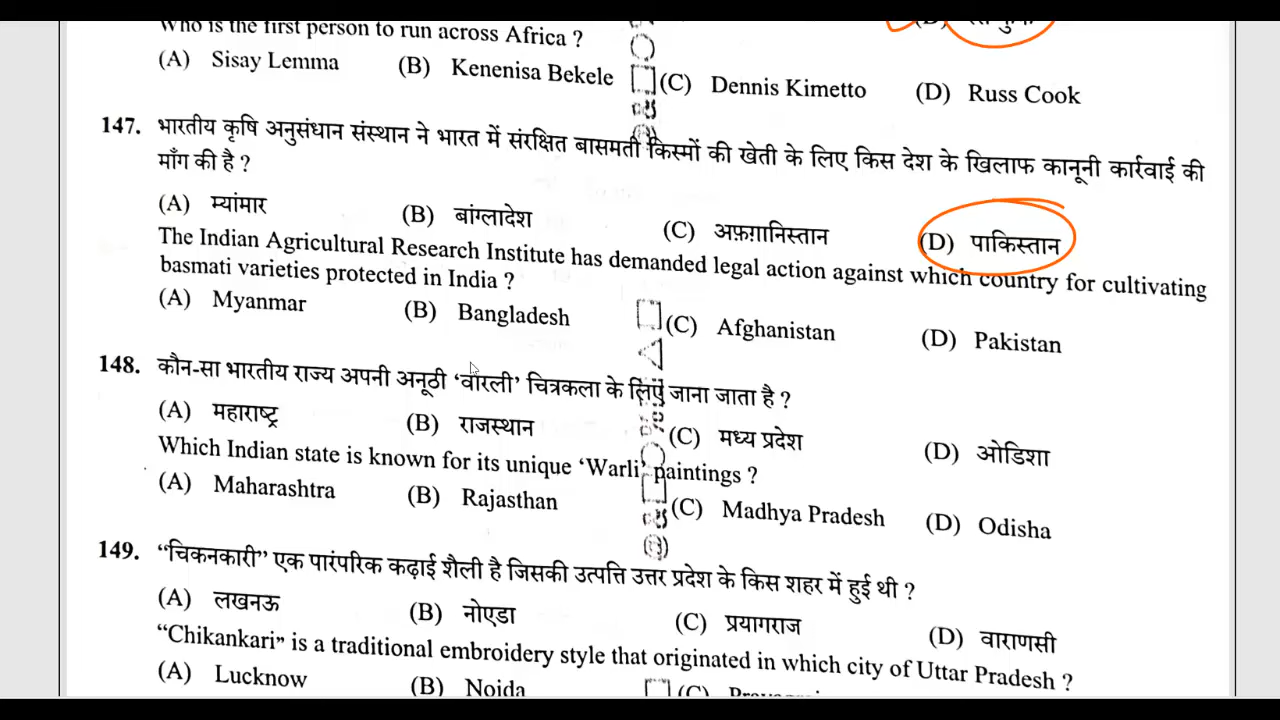 Who is the first person to run across Africa ?
(A) Sisay Lemma (B) Kenenisa Bekele (C) Dennis Kimetto (D) Russ Cook
147. भारतीय कृषि अनुसंधान संस्थान ने भारत में संरक्षित बासमती किस्मों की खेती के लिए किस देश के खिलाफ कानूनी कार्रवाई की
माँग की है ?
(A) म्यांमार (B) बांग्लादेश (C) अफ़ग़ानिस्तान (D) पाकिस्तान
The Indian Agricultural Research Institute has demanded legal action against which country for cultivating
basmati varieties protected in India ?
(A) Myanmar (B) Bangladesh (C) Afghanistan (D) Pakistan
148. कौन-सा भारतीय राज्य अपनी अनूठी ‘वारली’ चित्रकला के लिए जाना जाता है ?
(A) महाराष्ट्र (B) राजस्थान (C) मध्य प्रदेश (D) ओडिशा
Which Indian state is known for its unique ‘Warli’ paintings ?
(A) Maharashtra (B) Rajasthan (C) Madhya Pradesh (D) Odisha
149. “चिकनकारी” एक पारंपरिक कढ़ाई शैली है जिसकी उत्पत्ति उत्तर प्रदेश के किस शहर में हुई थी ?
(A) लखनऊ (B) नोएडा (C) प्रयागराज (D) वाराणसी
“Chikankari” is a traditional embroidery style that originated in which city of Uttar Pradesh ?
(A) Lucknow (B) Noida (C)